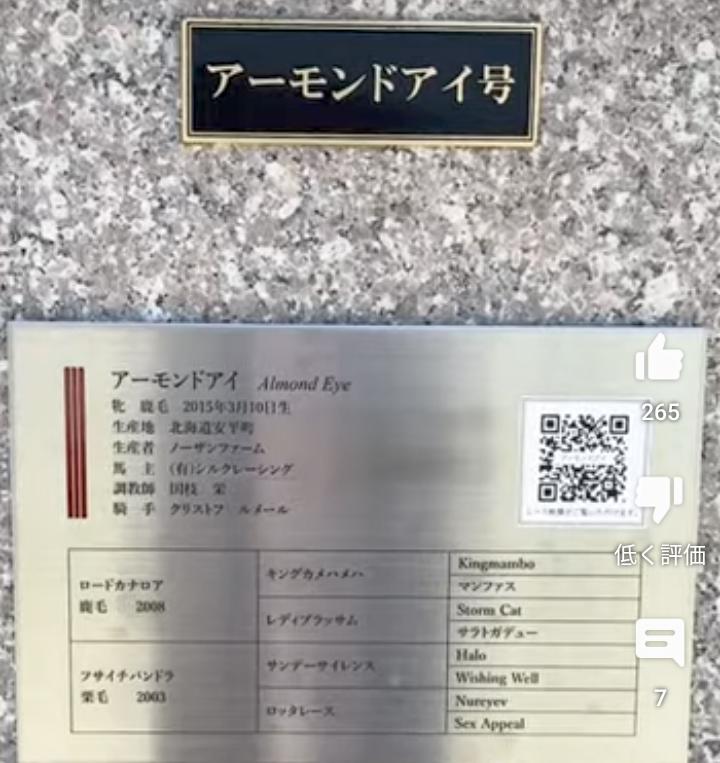 アーモンドアイ号
アーモンドアイ Almond Eye
牝 鹿毛 2015年3月10日生
生産地 北海道安平町
生産者 ノーザンファーム
馬 主 (有)シルクレーシング
調教師 国枝 栄
騎 手 クリストフ ルメール
アーモンドアイ
265
低く評価
7
ロードカナロア
鹿毛 2008
キングカメハメハ
Kingmambo
マンファス
レディブラッサム
Storm Cat
サラトガデュー
フサイチパンドラ
栗毛 2003
サンデーサイレンス
Halo
Wishing Well
ロッタレース
Nureyev
Sex Appeal